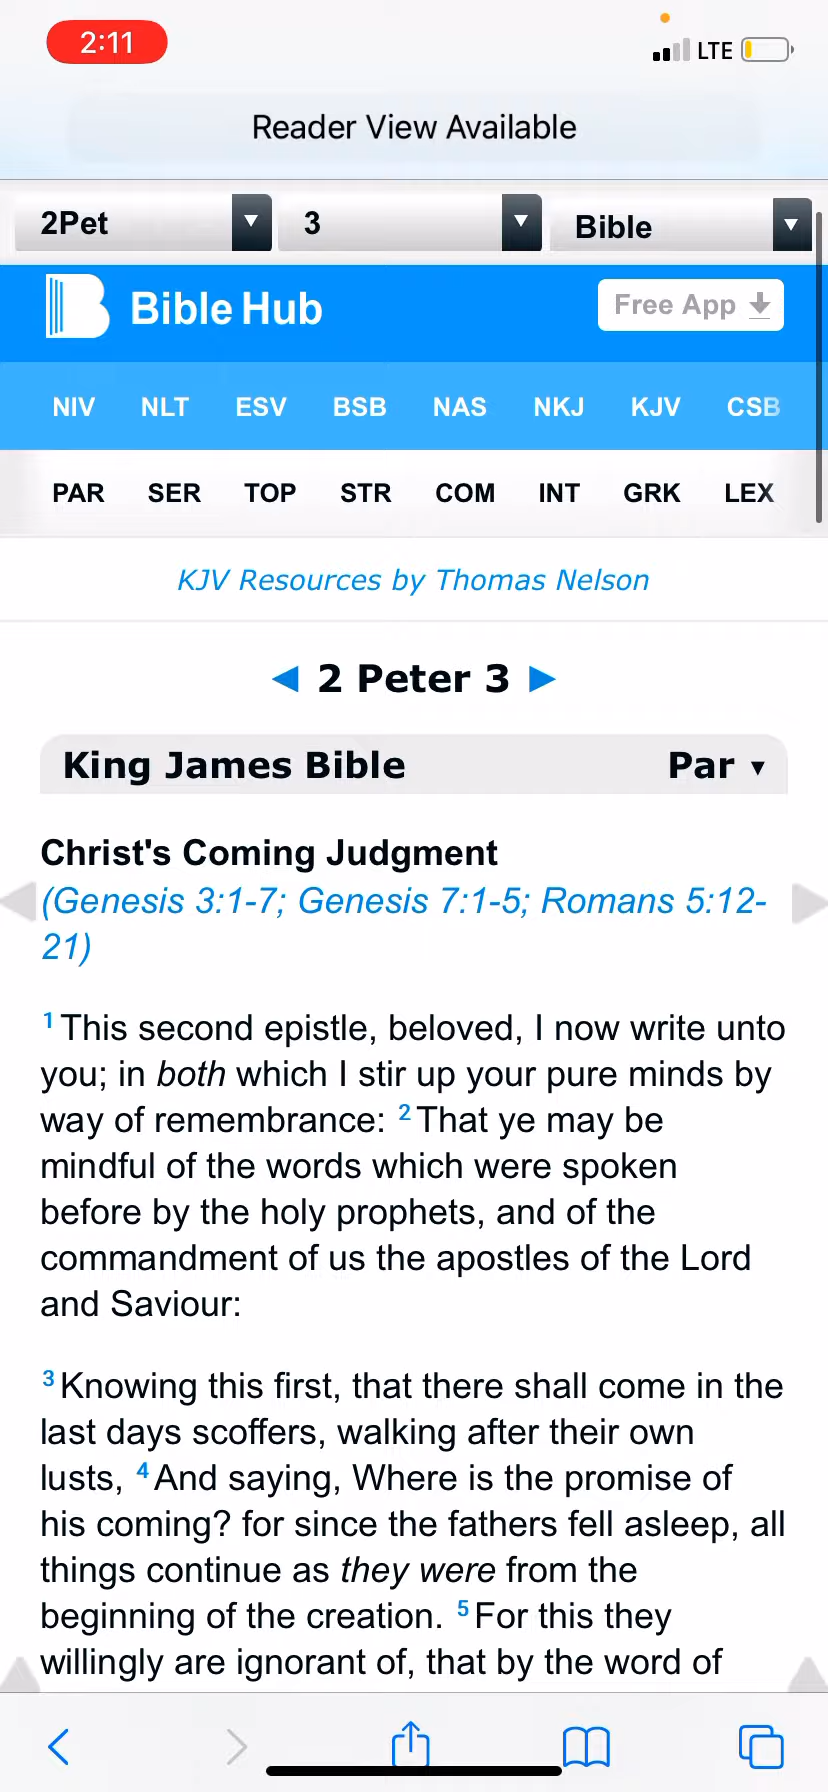 2:11
LTE
Reader View Available
2Pet 3 Bible
Bible Hub Free App
NIV NLT ESV BSB NAS NKJ KJV CSB
PAR SER TOP STR COM INT GRK LEX
KJV Resources by Thomas Nelson
2 Peter 3
King James Bible Par
Christ's Coming Judgment
(Genesis 3:1-7; Genesis 7:1-5; Romans 5:12-
21)
1 This second epistle, beloved, I now write unto
you; in both which I stir up your pure minds by
way of remembrance: 2 That ye may be
mindful of the words which were spoken
before by the holy prophets, and of the
commandment of us the apostles of the Lord
and Saviour:
3 Knowing this first, that there shall come in the
last days scoffers, walking after their own
lusts, 4 And saying, Where is the promise of
his coming? for since the fathers fell asleep, all
things continue as they were from the
beginning of the creation. 5 For this they
willingly are ignorant of, that by the word of